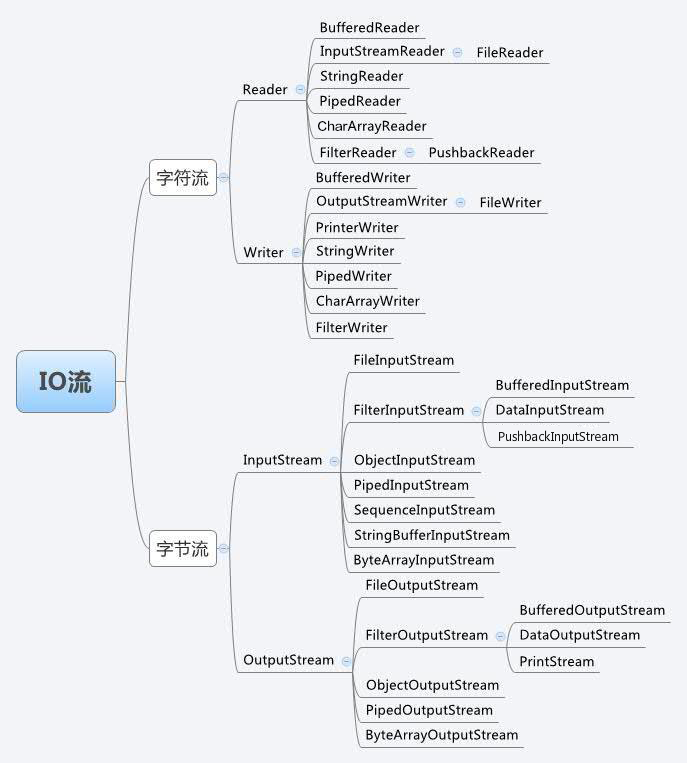 IO流
字符流
Reader
BufferedReader
InputStreamReader
FileReader
StringReader
PipedReader
CharArrayReader
FilterReader
PushbackReader
Writer
BufferedWriter
OutputStreamWriter
FileWriter
PrinterWriter
StringWriter
PipedWriter
CharArrayWriter
FilterWriter
字节流
InputStream
FileInputStream
FilterInputStream
BufferedInputStream
DataInputStream
PushbackInputStream
ObjectInputStream
PipedInputStream
SequenceInputStream
StringBufferInputStream
ByteArrayInputStream
OutputStream
FileOutputStream
FilterOutputStream
BufferedOutputStream
DataOutputStream
PrintStream
ObjectOutputStream
PipedOutputStream
ByteArrayOutputStream